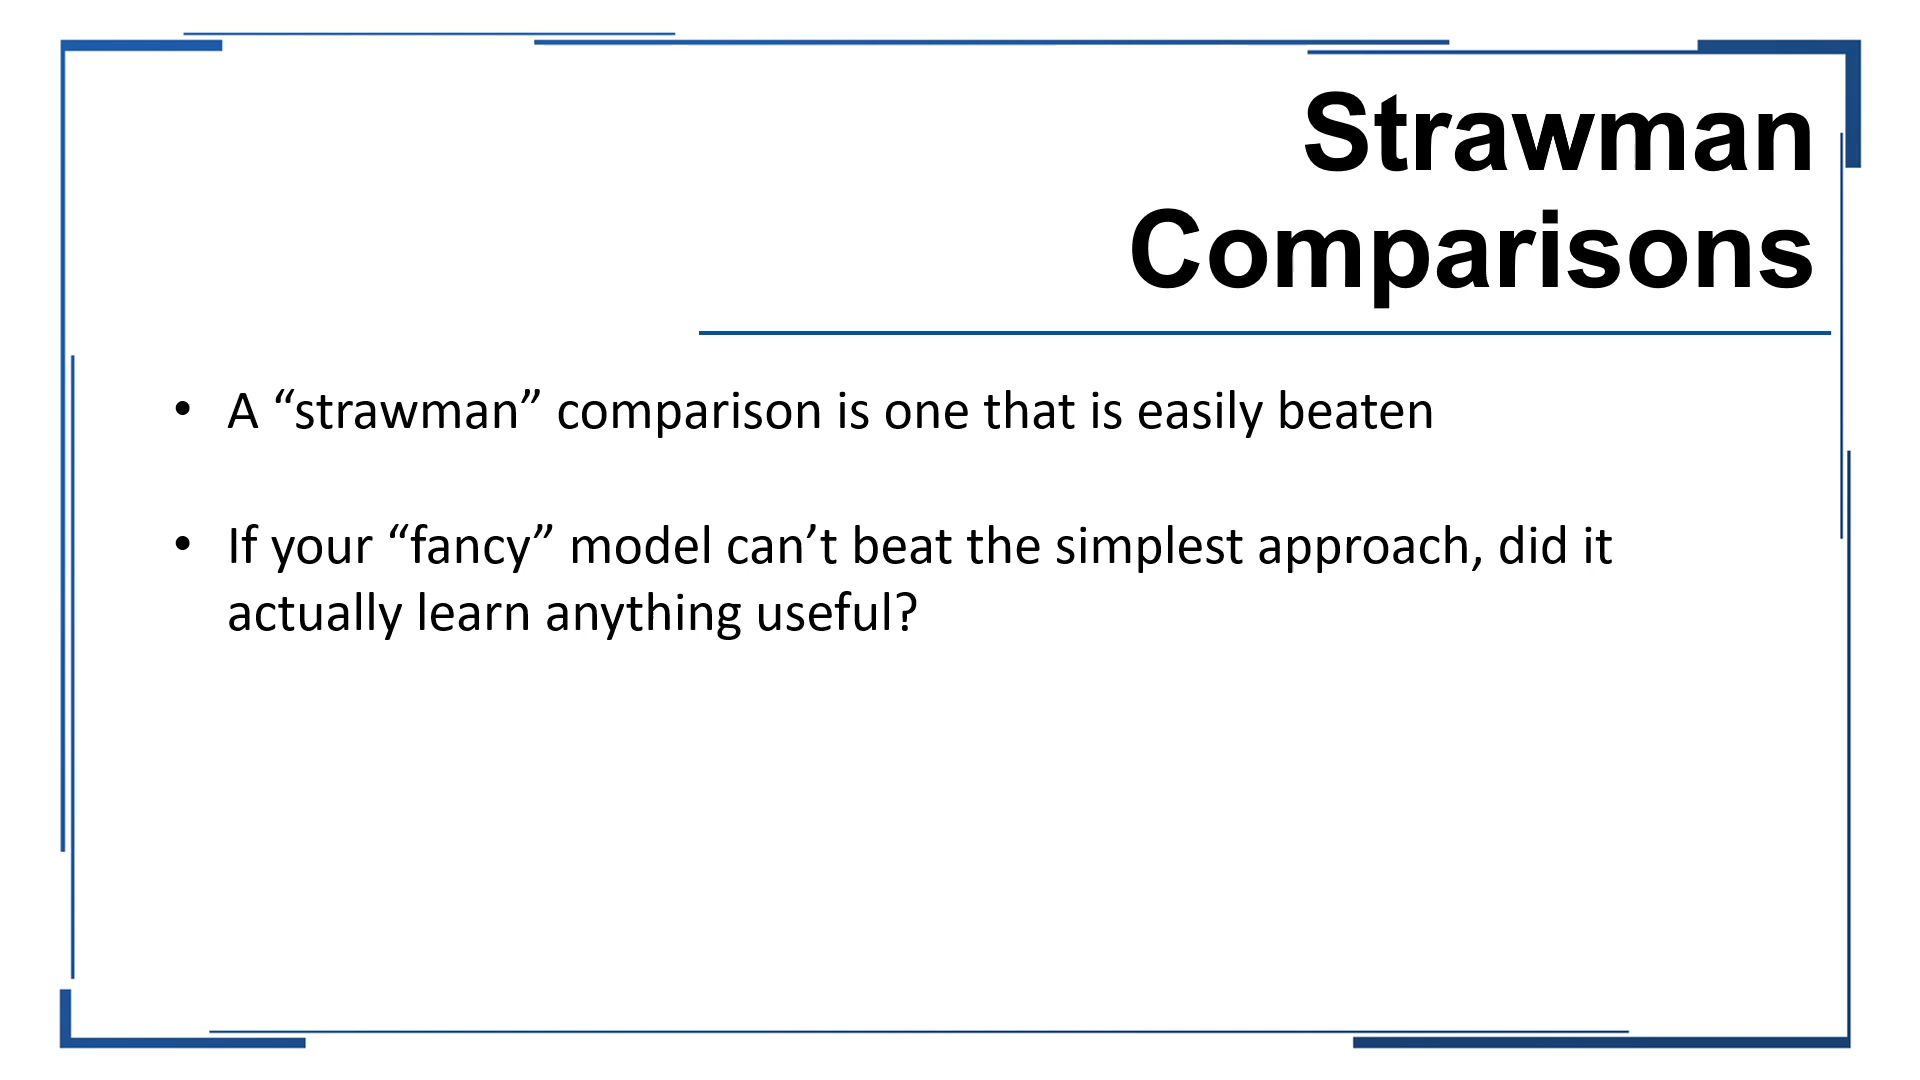 Strawman
Comparisons
• A “strawman” comparison is one that is easily beaten
• If your “fancy” model can’t beat the simplest approach, did it
actually learn anything useful?